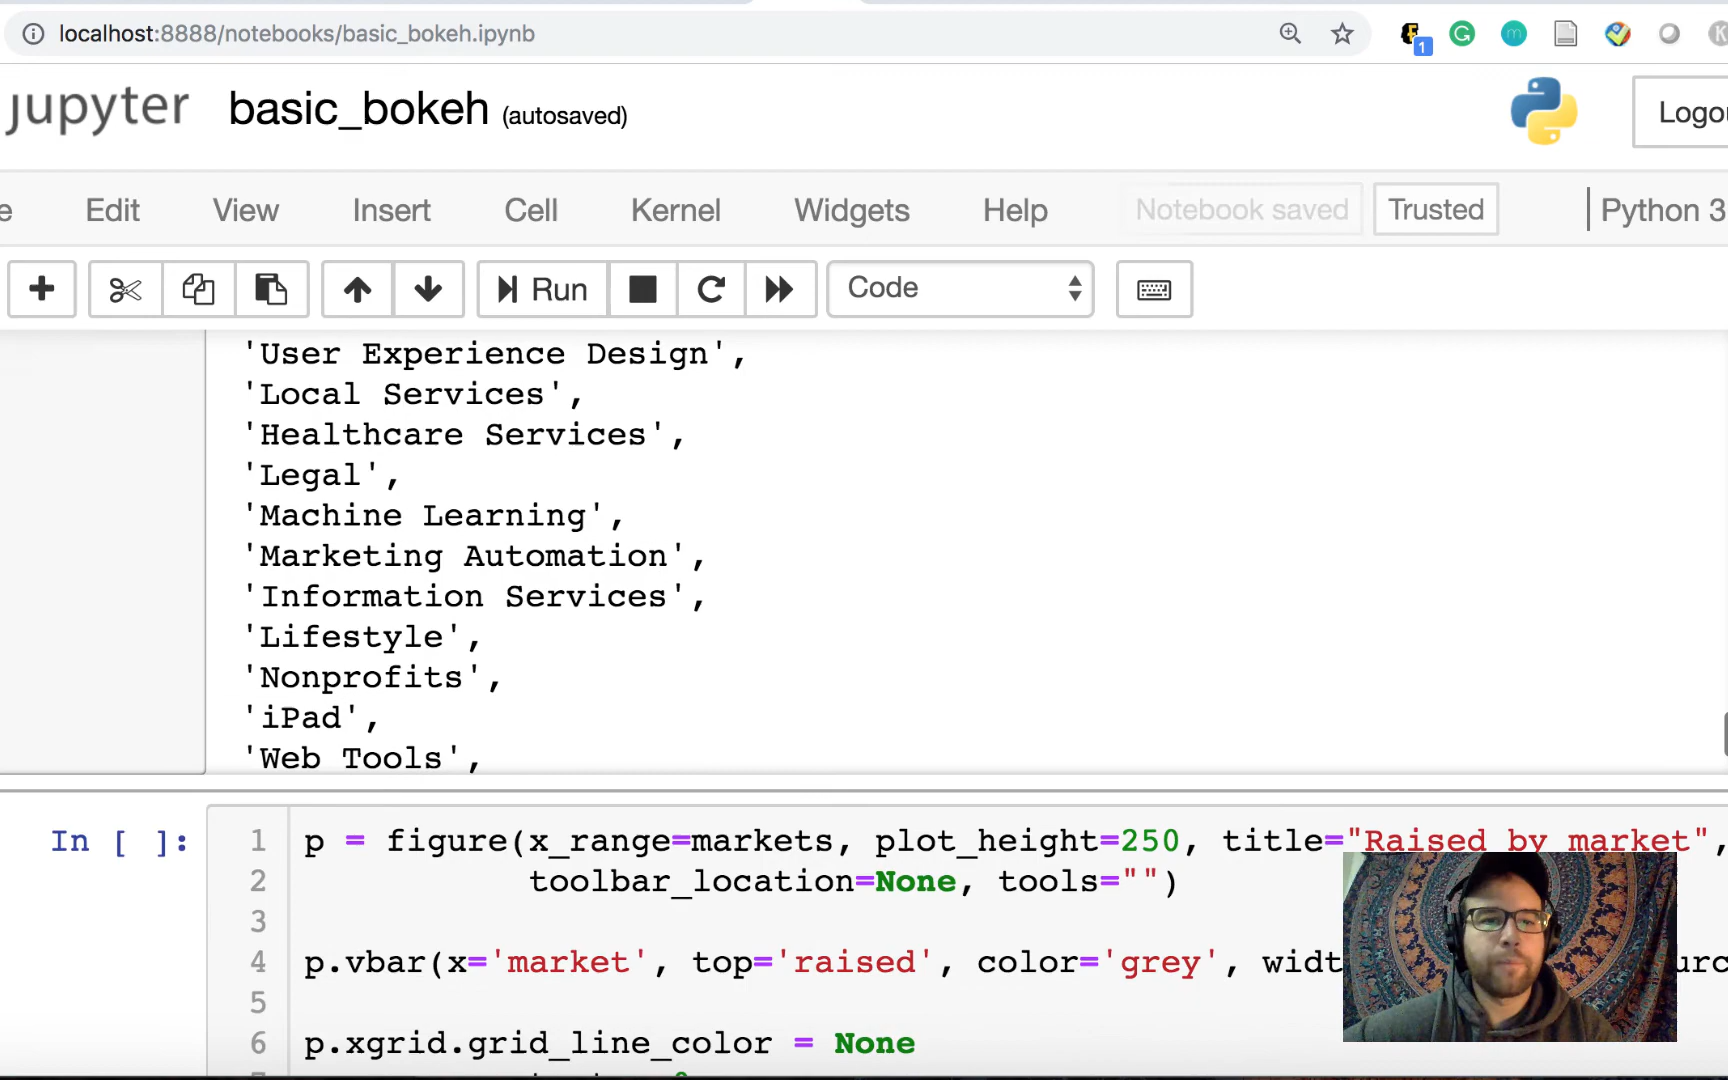 localhost:8888/notebooks/basic_bokeh.ipynb
1
jupyter basic_bokeh (autosaved)
Edit View Insert Cell Kernel Widgets Help Notebook saved Trusted Python 3
Run Code
'User Experience Design',
'Local Services',
'Healthcare Services',
'Legal',
'Machine Learning',
'Marketing Automation',
'Information Services',
'Lifestyle',
'Nonprofits',
'iPad',
'Web Tools',
In [ ]:
1 p = figure(x_range=markets, plot_height=250, title="Raised by market",
2 toolbar_location=None, tools="")
3
4 p.vbar(x='market', top='raised', color='grey',
5
6 p.xgrid.grid_line_color = None